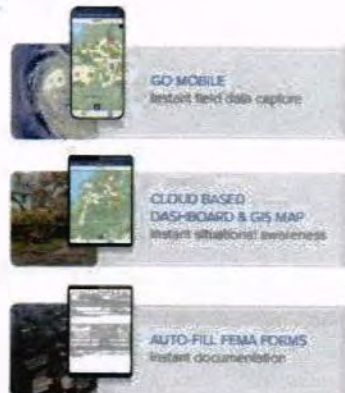 GO MOBILE
Instant field data capture
CLOUD BASED
DASHBOARD & GIS MAP
Instant situational awareness
AUTO-FILL FEMA FORMS
Instant documentation